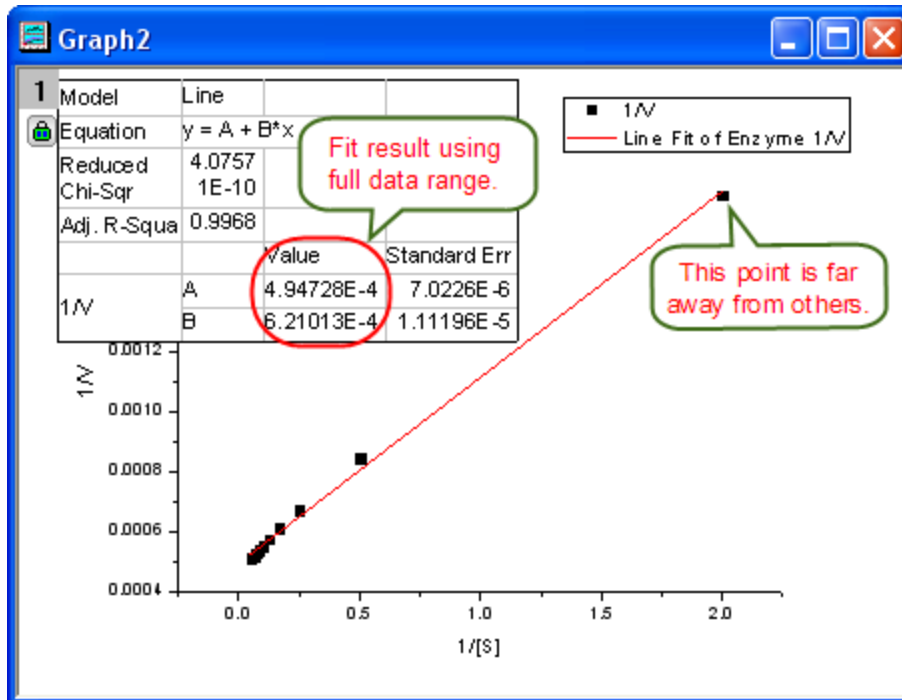 Graph2
1
Model Line
Equation y = A + B*x
Reduced Chi-Sqr 4.0757 1E-10
Adj. R-Squa 0.9968
Value Standard Err
1/V A 4.94728E-4 7.0226E-6
B 6.21013E-4 1.11196E-5
Fit result using
full data range.
1/V
Line Fit of Enzyme 1/V
This point is far
away from others.
0.0012
0.0010
0.0008
0.0006
0.0004
1/V
0.0 0.5 1.0 1.5 2.0
1/[S]